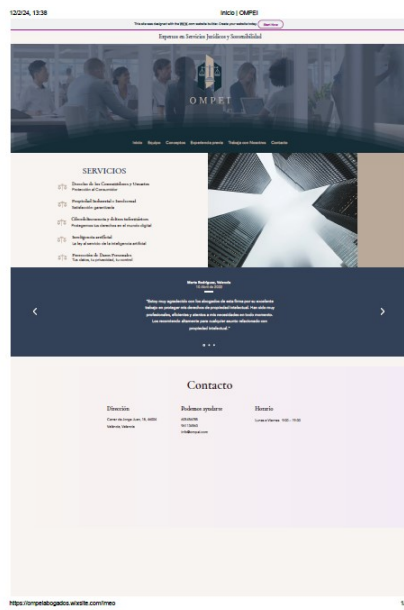 12/2/24, 13:38
Inicio | OMPEI
This site was designed with the WIX.com website builder. Create your website today. Start Now
Expertos en Servicios Jurídicos y Sostenibilidad
OMPET
Inicio Equipo Conceptos Experiencia previa Trabaja con Nosotros Contacto
SERVICIOS
Derecho de los Consumidores y Usuarios
Protección al Consumidor
Propiedad Industrial e Intelectual
Satisfacción garantizada
Ciberdelincuencia y delitos informáticos
Protegemos tus derechos en el mundo digital
Inteligencia artificial
La ley al servicio de la inteligencia artificial
Protección de Datos Personales
Tus datos, tu privacidad, tu control
María Rodríguez, Valencia
"Estoy muy agradecida con los abogados de esta firma por su excelente
trabajo en proteger mis derechos de propiedad intelectual. Han sido muy
profesionales, eficientes y atentos a mis necesidades en todo momento.
Los recomiendo altamente para cualquier asunto relacionado con
propiedad intelectual."
Contacto
Dirección
Valencia, Valencia
Podemos ayudarte
info@ompei.com
Horario
Lunes a Viernes 9:00 - 19:00
https://ompeiabogados.wixsite.com/imeo